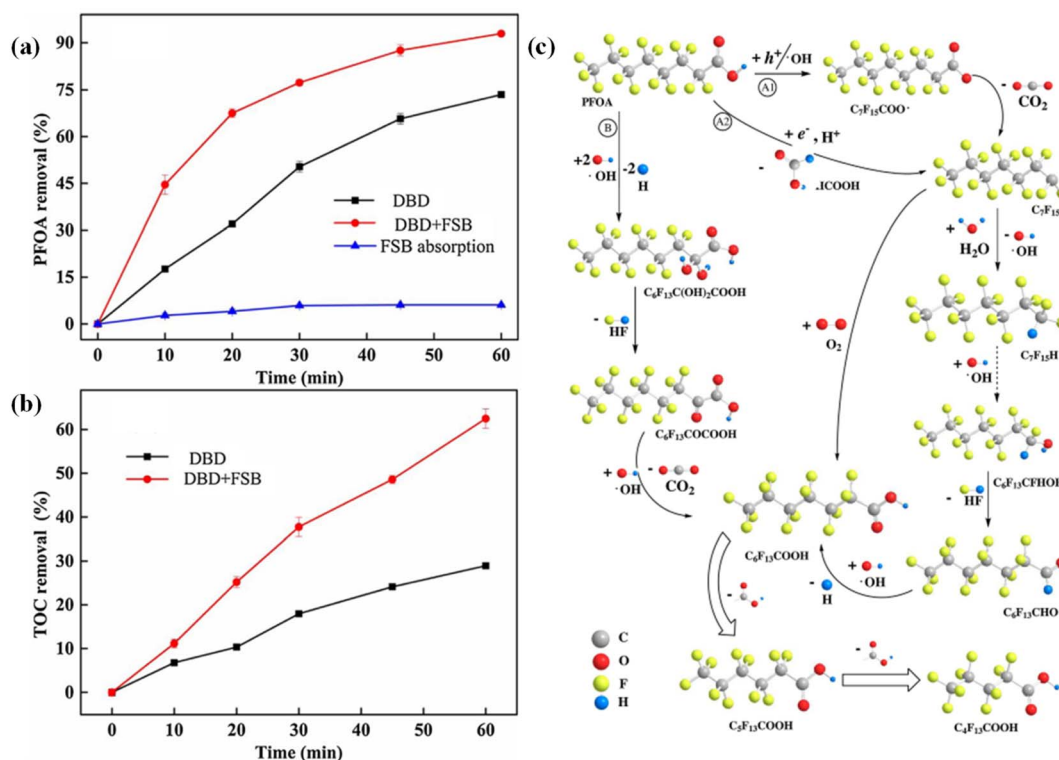 (a)
PFOA removal (%)
90
75
60
45
30
15
0
DBD
DBD+FSB
FSB absorption
0 10 20 30 40 50 60
Time (min)
(b)
TOC removal (%)
60
50
40
30
20
10
0
DBD
DBD+FSB
0 10 20 30 40 50 60
Time (min)
(c)
PFOA
+ h⁺/·OH
A1
C₇F₁₅COO·
- CO₂
B
A2
+ e⁻, H⁺
+2 ·OH
-2 H
-
.ICOOH
C₇F₁₅
+ H₂O
- ·OH
C₆F₁₃C(OH)₂COOH
- HF
+ O₂
C₇F₁₅H
+ ·OH
C₆F₁₃COCOOH
+ ·OH
- CO₂
C₆F₁₃CFHOH
- HF
C₆F₁₃COOH
+ ·OH
- H
C₆F₁₃CHO
-
C
O
F
H
-
C₅F₁₃COOH
C₄F₁₃COOH